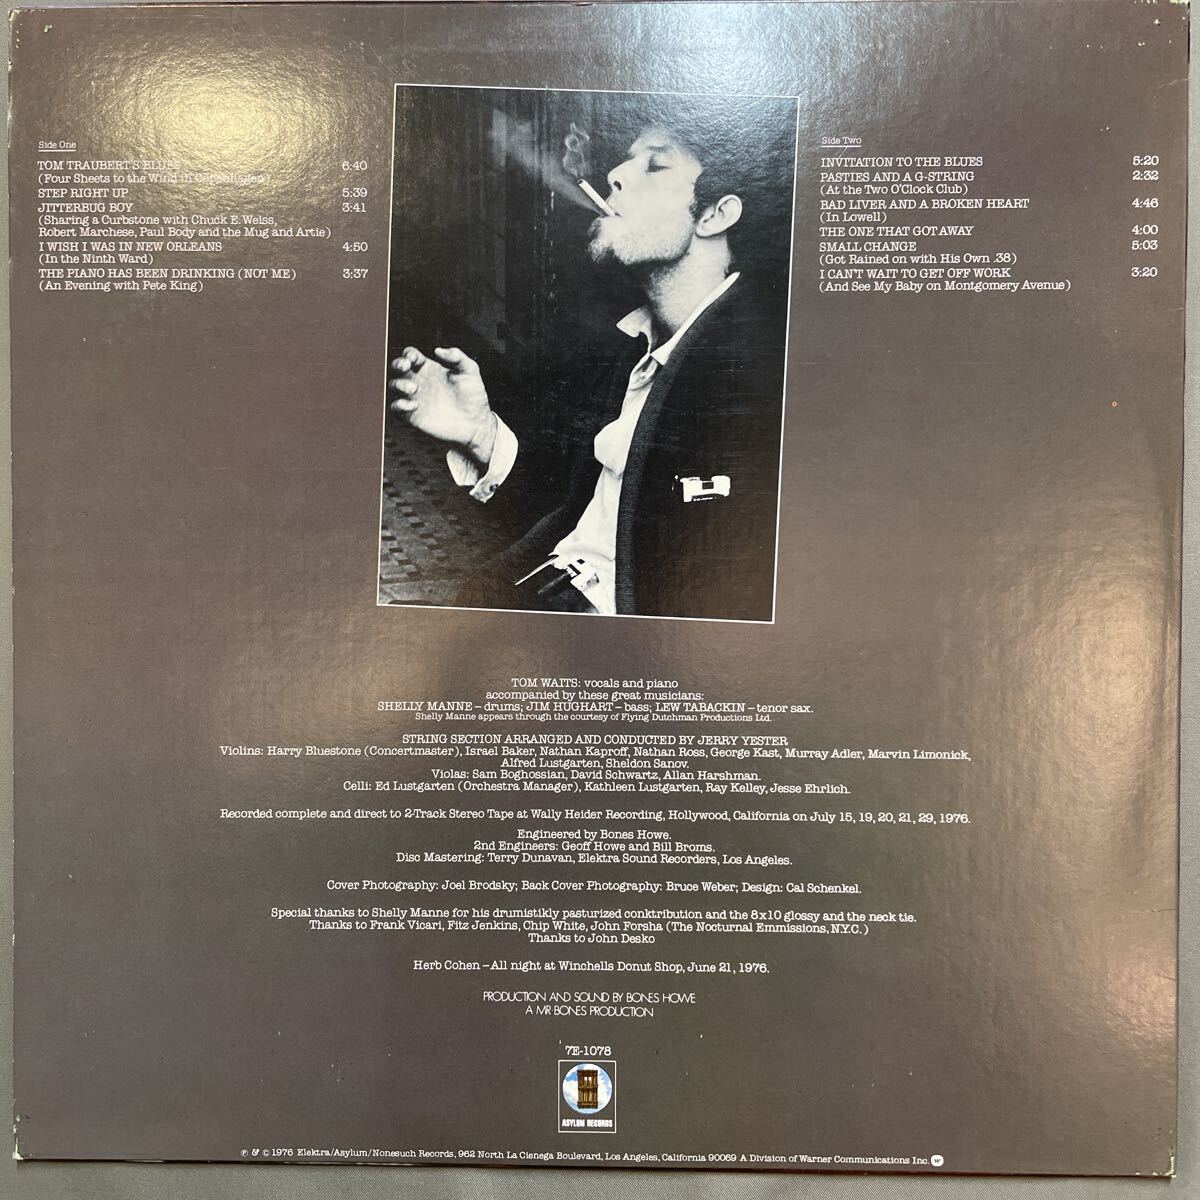 Side One
TOM TRAUBERT'S BLUES 6:40
(Four Sheets to the Wind in Copenhagen)
STEP RIGHT UP 5:39
JITTERBUG BOY 3:41
(Sharing a Curbstone with Chuck E. Weiss,
Robert Marchese, Paul Body and the Mug and Artie)
I WISH I WAS IN NEW ORLEANS 4:50
(In the Ninth Ward)
THE PIANO HAS BEEN DRINKING (NOT ME) 3:37
(An Evening with Pete King)
Side Two
INVITATION TO THE BLUES 5:20
PASTIES AND A G-STRING 2:32
(At the Two O'Clock Club)
BAD LIVER AND A BROKEN HEART 4:46
(In Lowell)
THE ONE THAT GOT AWAY 4:00
SMALL CHANGE 5:03
(Got Rained on with His Own .38)
I CAN'T WAIT TO GET OFF WORK 3:20
(And See My Baby on Montgomery Avenue)
TOM WAITS: vocals and piano
accompanied by these great musicians:
SHELLY MANNE – drums; JIM HUGHART – bass; LEW TABACKIN – tenor sax.
Shelly Manne appears through the courtesy of Flying Dutchman Productions Ltd.
STRING SECTION ARRANGED AND CONDUCTED BY JERRY YESTER
Violins: Harry Bluestone (Concertmaster), Israel Baker, Nathan Kaproff, Nathan Ross, George Kast, Murray Adler, Marvin Limonick,
Alfred Lustgarten, Sheldon Sanov.
Violas: Sam Boghossian, David Schwartz, Allan Harshman.
Celli: Ed Lustgarten (Orchestra Manager), Kathleen Lustgarten, Ray Kelley, Jesse Ehrlich.
Recorded complete and direct to 2-Track Stereo Tape at Wally Heider Recording, Hollywood, California on July 15, 19, 20, 21, 29, 1976.
Engineered by Bones Howe.
2nd Engineers: Geoff Howe and Bill Broms.
Disc Mastering: Terry Dunavan, Elektra Sound Recorders, Los Angeles.
Cover Photography: Joel Brodsky; Back Cover Photography: Bruce Weber; Design: Cal Schenkel.
Special thanks to Shelly Manne for his drumistikly pasturized conktribution and the 8x10 glossy and the neck tie.
Thanks to Frank Vicari, Fitz Jenkins, Chip White, John Forsha (The Nocturnal Emmissions, N.Y.C.)
Thanks to John Desko
Herb Cohen – All night at Winchells Donut Shop, June 21, 1976.
PRODUCTION AND SOUND BY BONES HOWE
A MR BONES PRODUCTION
7E-1078
ASYLUM RECORDS
℗ & © 1976 Elektra/Asylum/Nonesuch Records, 962 North La Cienega Boulevard, Los Angeles, California 90069 A Division of Warner Communications Inc.